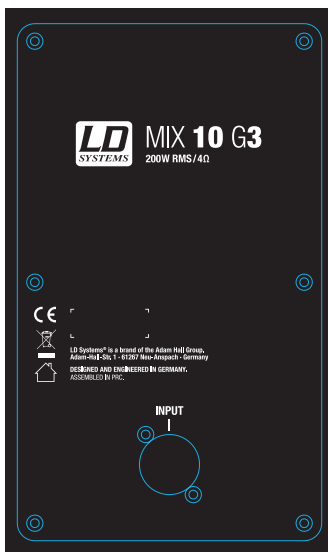 LD
SYSTEMS
MIX 10 G3
200W RMS/4Ω
CE
LD Systems® is a brand of the Adam Hall Group,
Adam-Hall-Str. 1 - 61267 Neu-Anspach - Germany
DESIGNED AND ENGINEERED IN GERMANY.
ASSEMBLED IN PRC.
INPUT